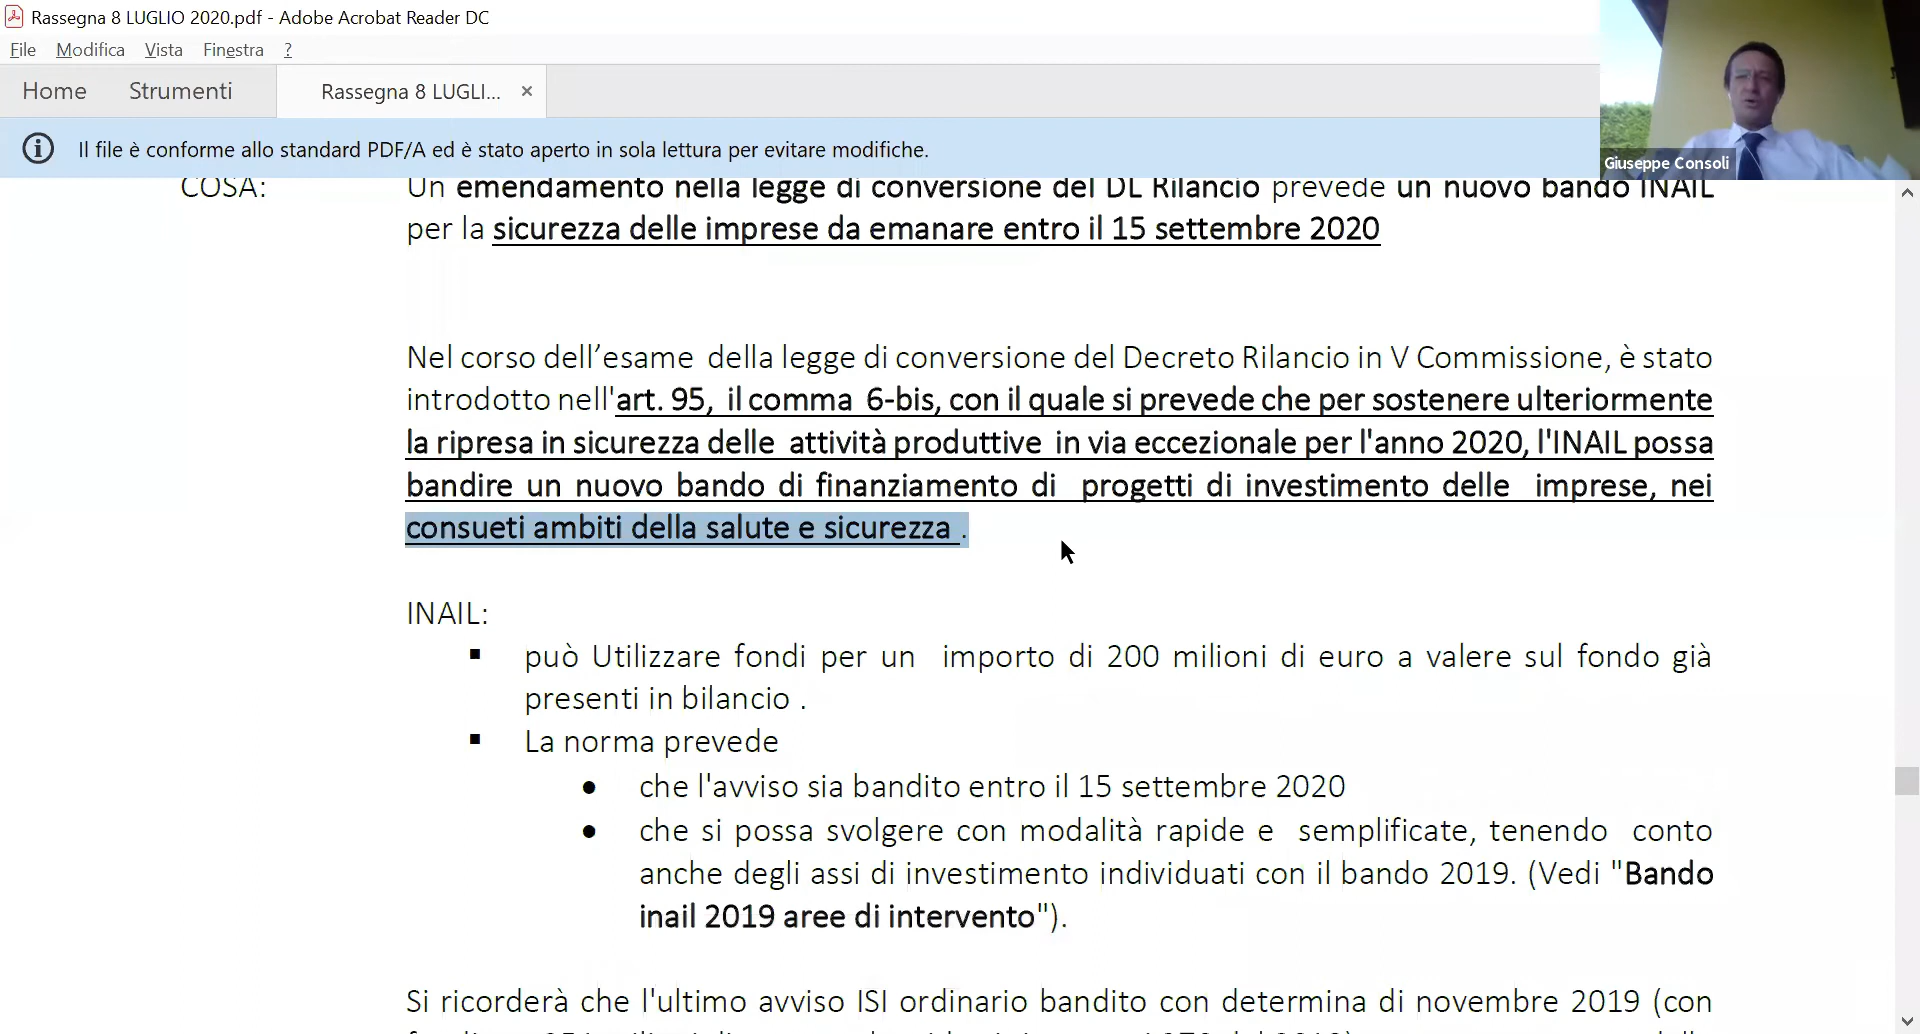 Rassegna 8 LUGLIO 2020.pdf - Adobe Acrobat Reader DC
File Modifica Vista Finestra ?
Home Strumenti Rassegna 8 LUGLI... ×
Il file è conforme allo standard PDF/A ed è stato aperto in sola lettura per evitare modifiche.
Giuseppe Consoli
COSA: Un emendamento nella legge di conversione del DL Rilancio prevede un nuovo bando INAIL
per la sicurezza delle imprese da emanare entro il 15 settembre 2020
Nel corso dell’esame della legge di conversione del Decreto Rilancio in V Commissione, è stato
introdotto nell'art. 95, il comma 6-bis, con il quale si prevede che per sostenere ulteriormente
la ripresa in sicurezza delle attività produttive in via eccezionale per l'anno 2020, l'INAIL possa
bandire un nuovo bando di finanziamento di progetti di investimento delle imprese, nei
consueti ambiti della salute e sicurezza .
INAIL:
▪ può Utilizzare fondi per un importo di 200 milioni di euro a valere sul fondo già
presenti in bilancio .
▪ La norma prevede
● che l'avviso sia bandito entro il 15 settembre 2020
● che si possa svolgere con modalità rapide e semplificate, tenendo conto
anche degli assi di investimento individuati con il bando 2019. (Vedi "Bando
inail 2019 aree di intervento").
Si ricorderà che l'ultimo avviso ISI ordinario bandito con determina di novembre 2019 (con